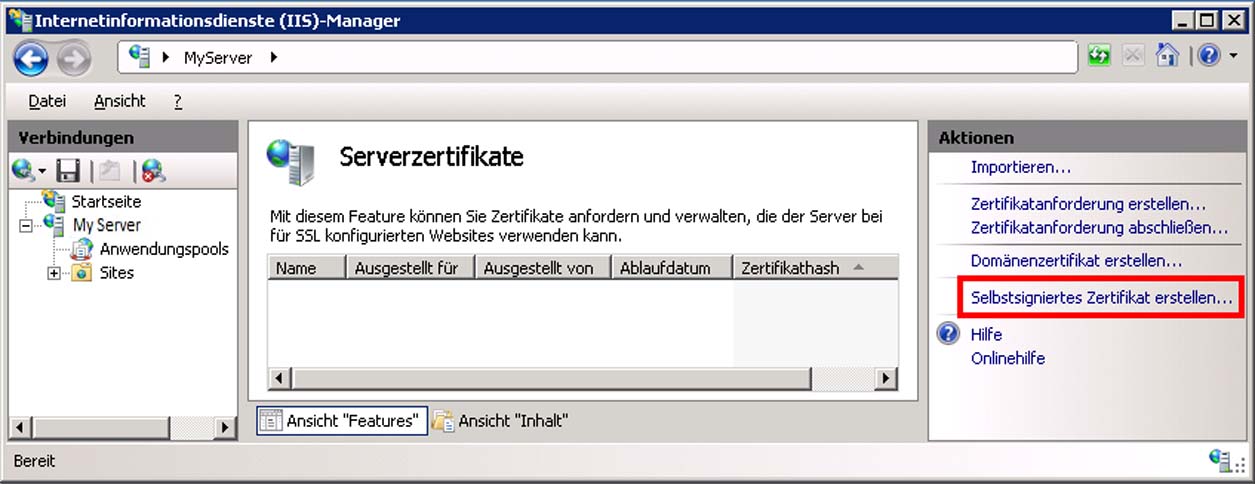 Internetinformationsdienste (IIS)-Manager
MyServer
Datei Ansicht ?
Verbindungen
Startseite
My Server
Anwendungspools
Sites
Serverzertifikate
Mit diesem Feature können Sie Zertifikate anfordern und verwalten, die der Server bei
für SSL konfigurierten Websites verwenden kann.
Name Ausgestellt für Ausgestellt von Ablaufdatum Zertifikathash
Ansicht "Features" Ansicht "Inhalt"
Aktionen
Importieren...
Zertifikatanforderung erstellen...
Zertifikatanforderung abschließen...
Domänenzertifikat erstellen...
Selbstsigniertes Zertifikat erstellen...
Hilfe
Onlinehilfe
Bereit